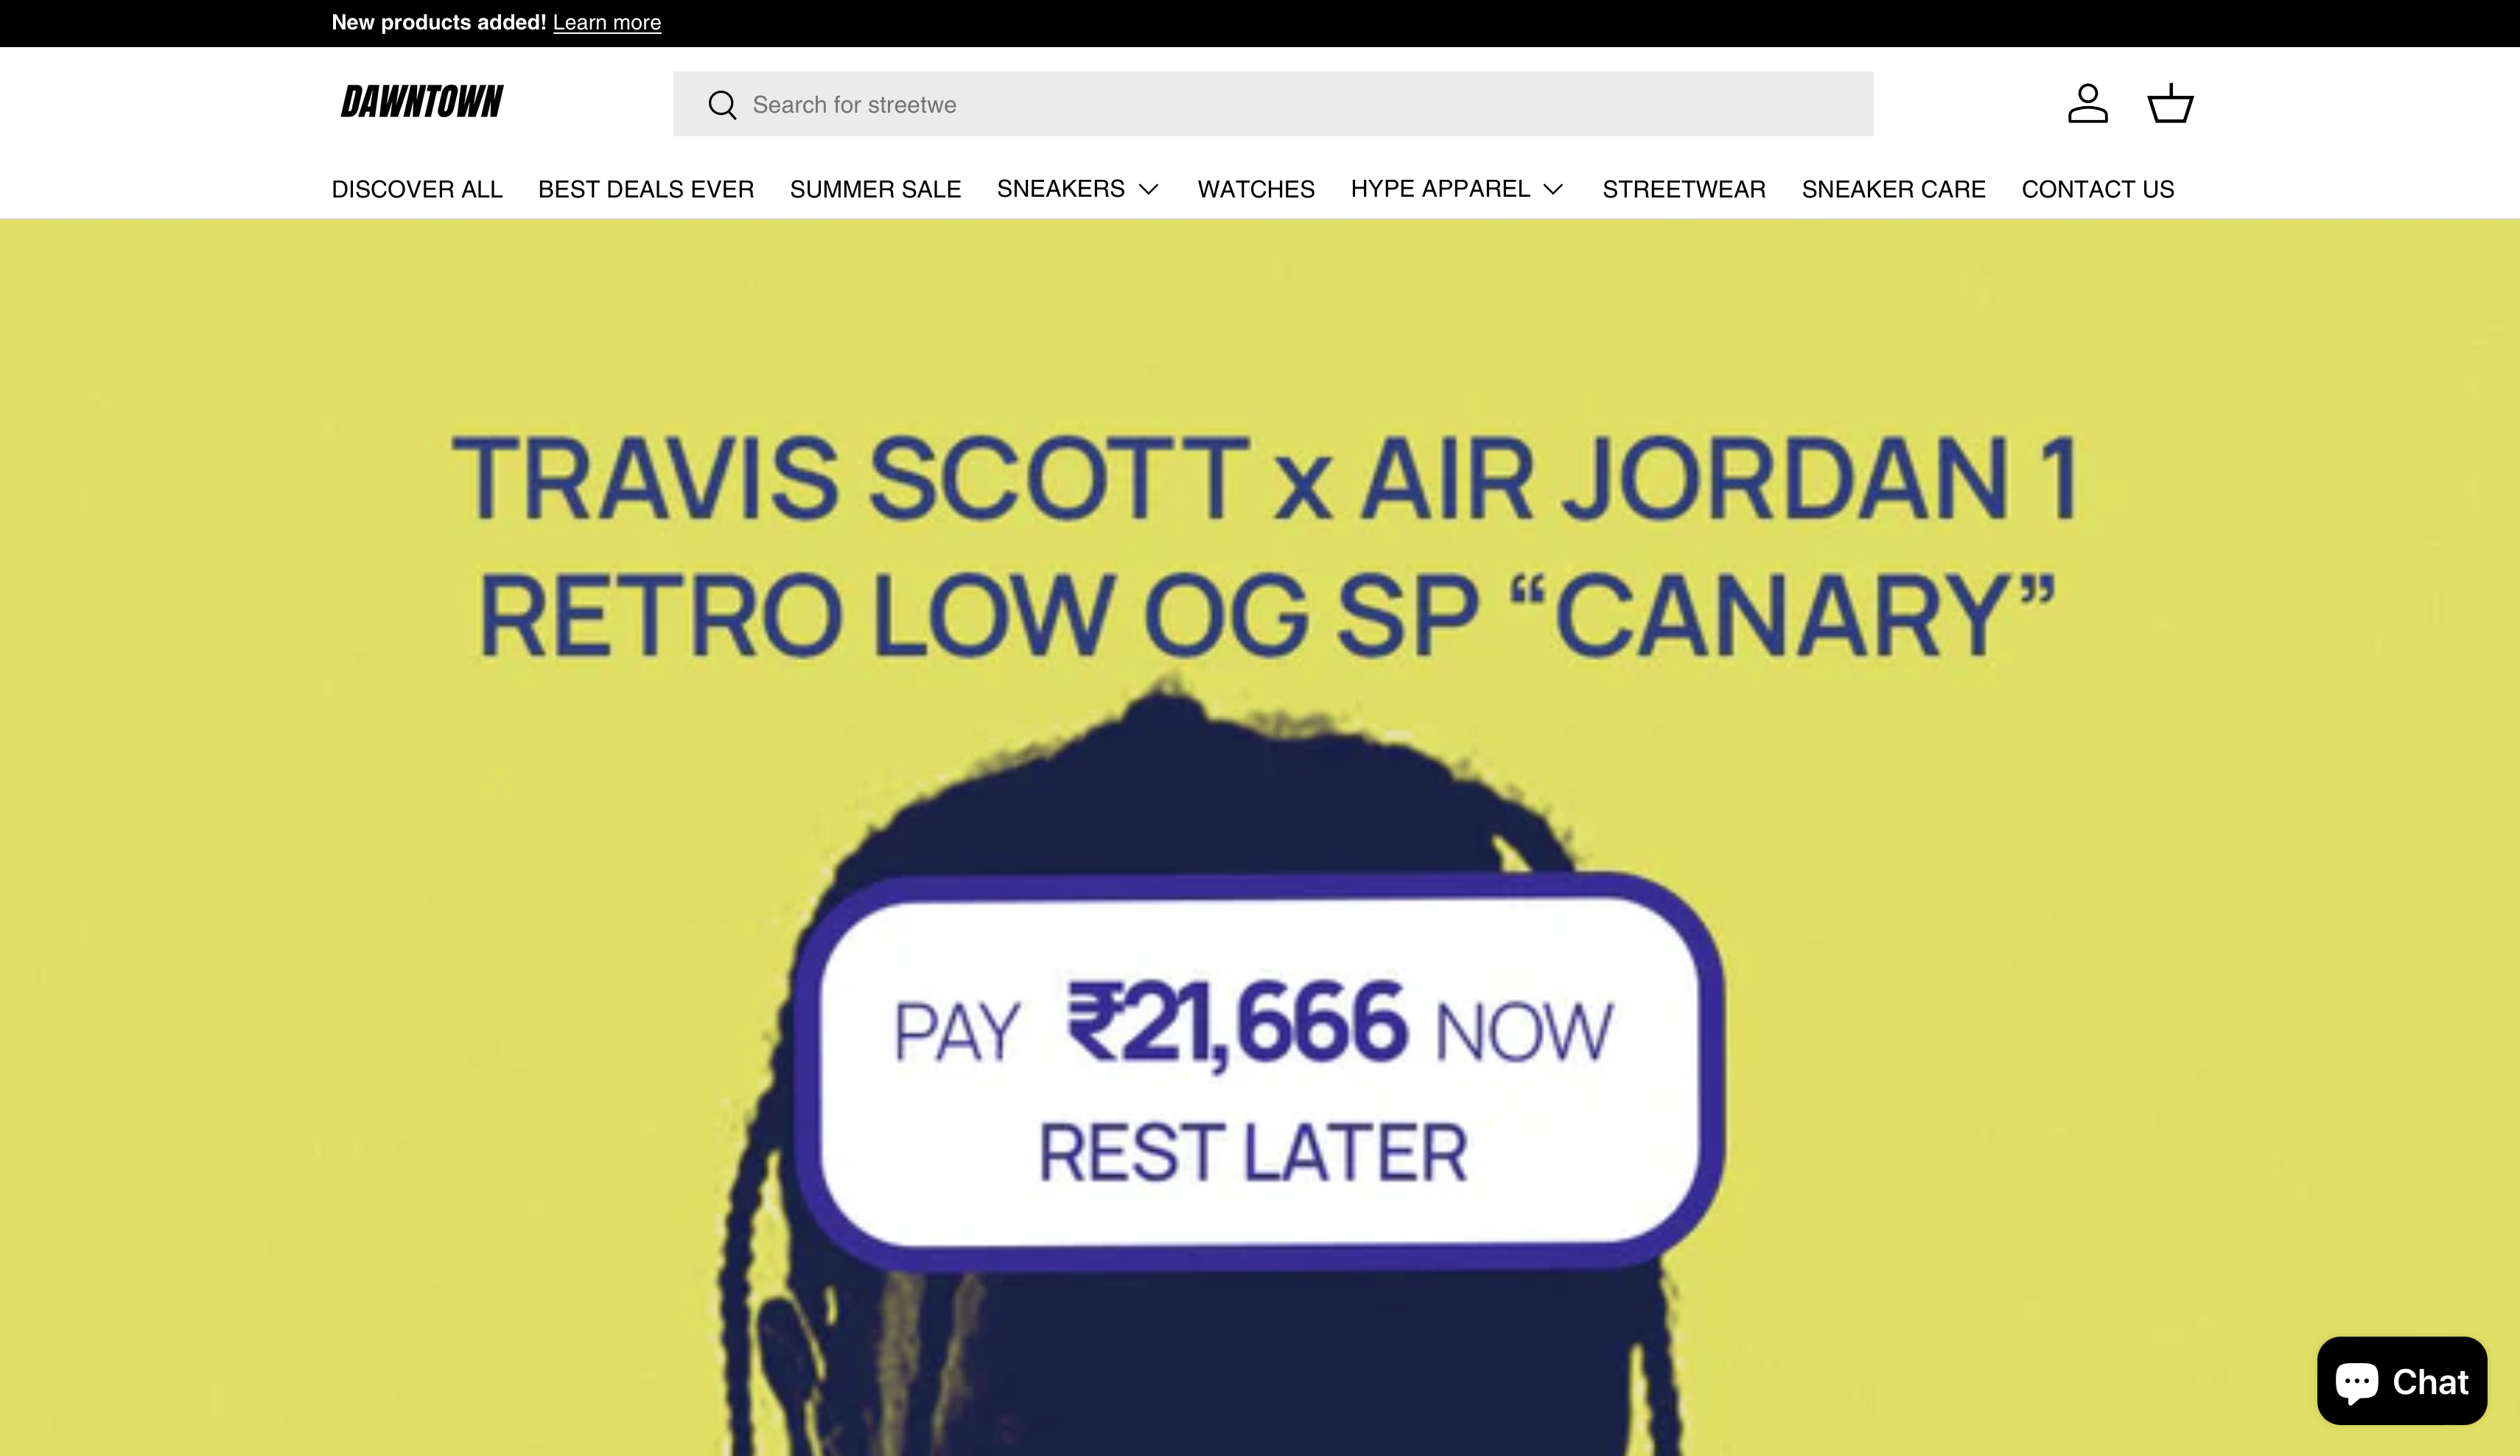 New products added! Learn more
DAWNTOWN
Search for streetwe
DISCOVER ALL BEST DEALS EVER SUMMER SALE SNEAKERS WATCHES HYPE APPAREL STREETWEAR SNEAKER CARE CONTACT US
TRAVIS SCOTT x AIR JORDAN 1
RETRO LOW OG SP “CANARY”
PAY ₹21,666 NOW
REST LATER
Chat